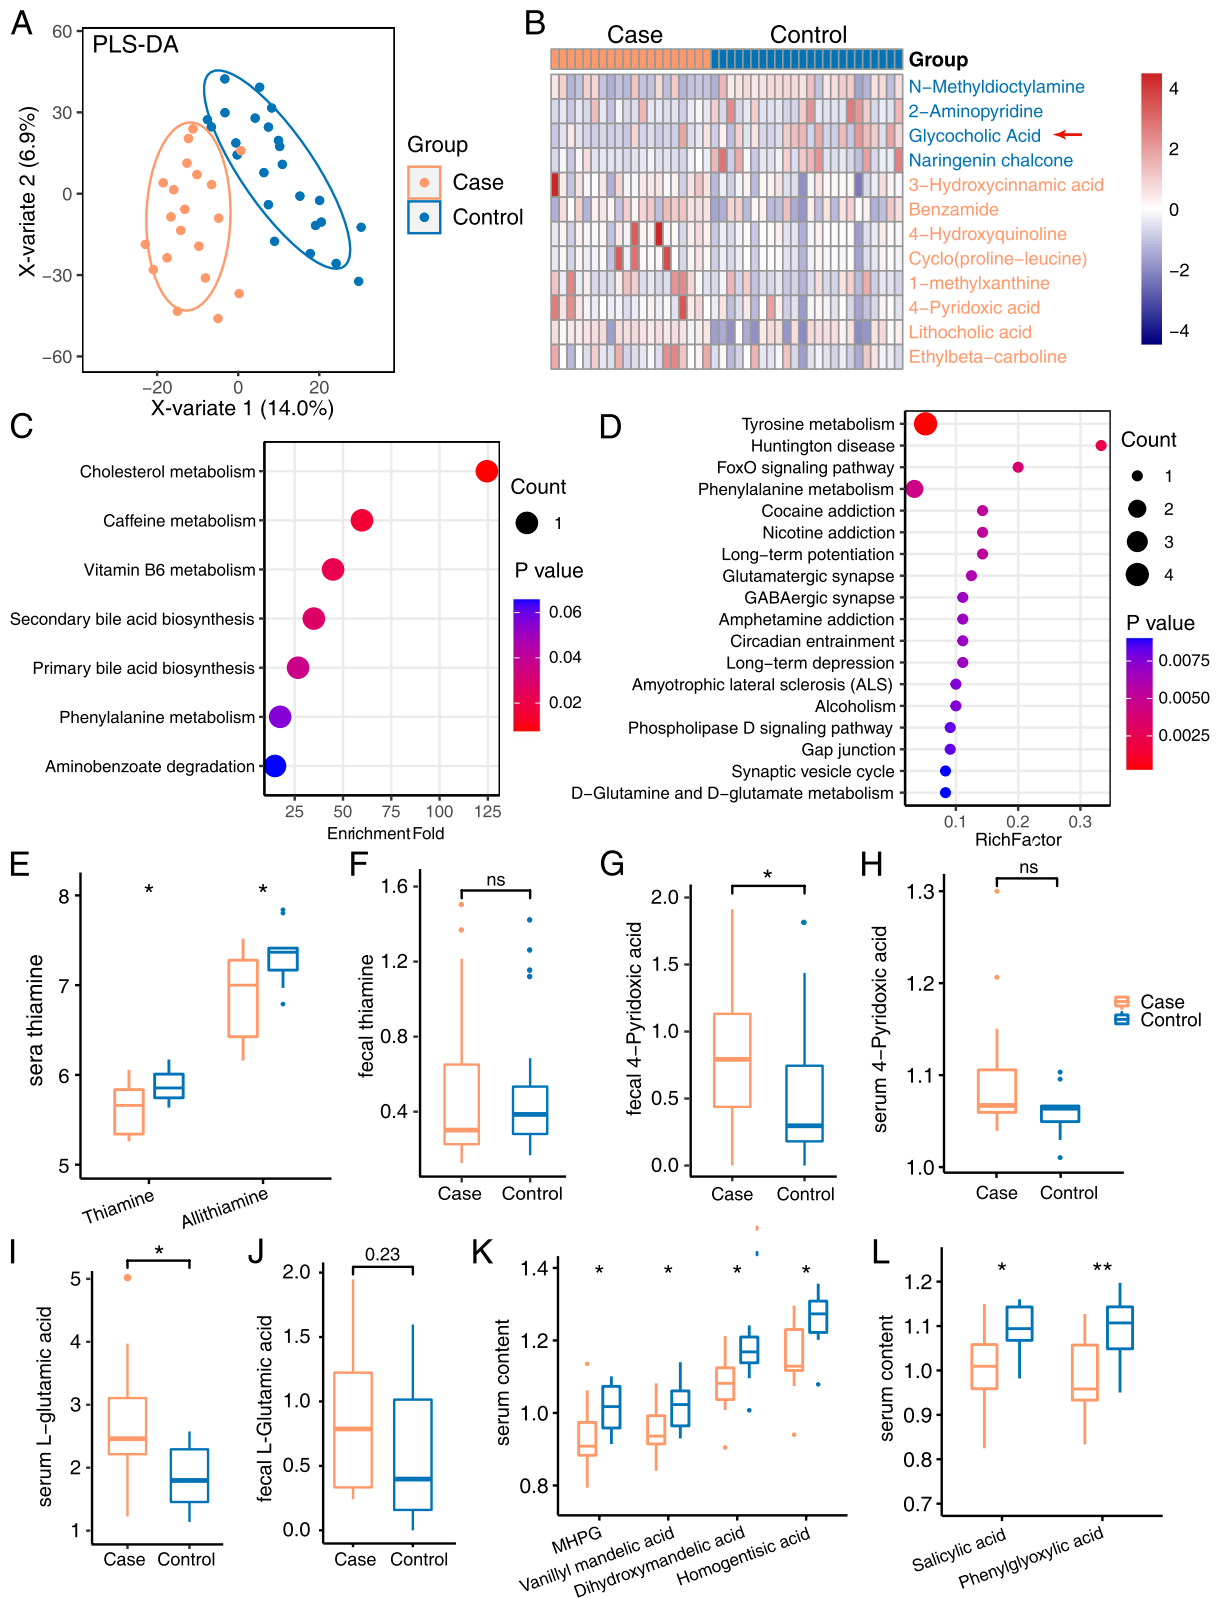 A
PLS-DA
60
30
0
−30
−60
X-variate 2 (6.9%)
−20
0
20
X-variate 1 (14.0%)
Group
Case
Control
B
Case
Control
Group
N−Methyldioctylamine
2−Aminopyridine
Glycocholic Acid
Naringenin chalcone
3−Hydroxycinnamic acid
Benzamide
4−Hydroxyquinoline
Cyclo(proline−leucine)
1−methylxanthine
4−Pyridoxic acid
Lithocholic acid
Ethylbeta−carboline
4
2
0
−2
−4
C
Cholesterol metabolism
Caffeine metabolism
Vitamin B6 metabolism
Secondary bile acid biosynthesis
Primary bile acid biosynthesis
Phenylalanine metabolism
Aminobenzoate degradation
25
50
75
100
125
EnrichmentFold
Count
1
P value
0.06
0.04
0.02
D
Tyrosine metabolism
Huntington disease
FoxO signaling pathway
Phenylalanine metabolism
Cocaine addiction
Nicotine addiction
Long−term potentiation
Glutamatergic synapse
GABAergic synapse
Amphetamine addiction
Circadian entrainment
Long−term depression
Amyotrophic lateral sclerosis (ALS)
Alcoholism
Phospholipase D signaling pathway
Gap junction
Synaptic vesicle cycle
D−Glutamine and D−glutamate metabolism
0.1
0.2
0.3
RichFactor
Count
1
2
3
4
P value
0.0075
0.0050
0.0025
E
sera thiamine
8
7
6
5
*
*
Thiamine
Allithiamine
F
fecal thiamine
1.6
1.2
0.8
0.4
ns
Case
Control
G
fecal 4−Pyridoxic acid
2.0
1.5
1.0
0.5
0.0
*
Case
Control
H
serum 4−Pyridoxic acid
1.3
1.2
1.1
1.0
ns
Case
Control
Case
Control
I
serum L−glutamic acid
5
4
3
2
1
*
Case
Control
J
fecal L-Glutamic acid
2.0
1.5
1.0
0.5
0.0
0.23
Case
Control
K
serum content
1.4
1.2
1.0
0.8
*
*
*
*
MHPG
Vanillyl mandelic acid
Dihydroxymandelic acid
Homogentisic acid
L
serum content
1.2
1.1
1.0
0.9
0.8
0.7
*
**
Salicylic acid
Phenylglyoxylic acid